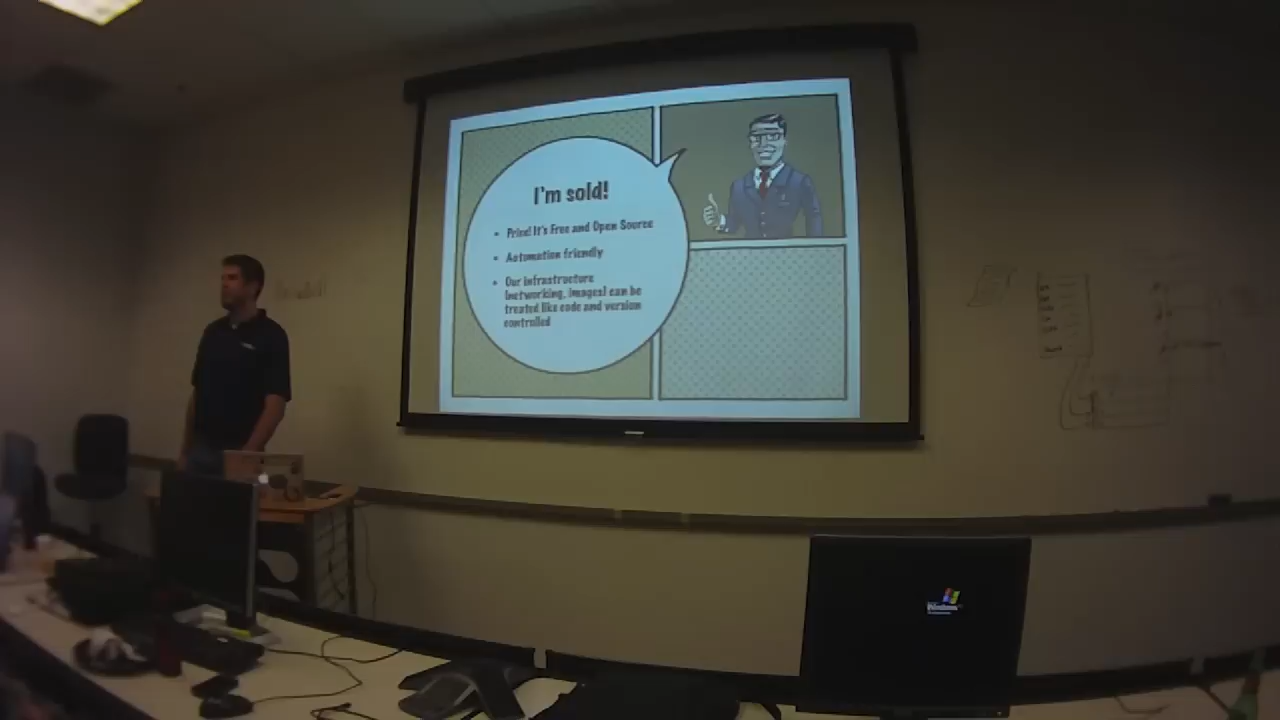 I'm sold!
• Price! It's Free and Open Source
• Automation friendly
• Our infrastructure
(networking, images) can be
treated like code and version
controlled
Windows